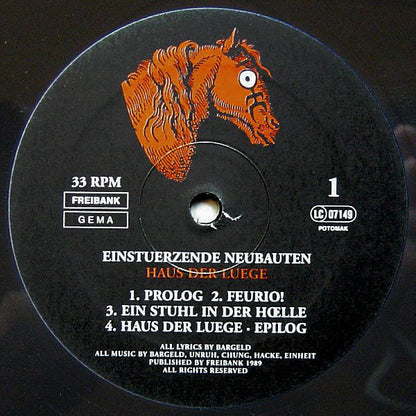 33 RPM
FREIBANK
GEMA
1
LC 07149
POTOMAK
EINSTUERZENDE NEUBAUTEN
HAUS DER LUEGE
1. PROLOG 2. FEURIO!
3. EIN STUHL IN DER HŒLLE
4. HAUS DER LUEGE · EPILOG
ALL LYRICS BY BARGELD
ALL MUSIC BY BARGELD, UNRUH, CHUNG, HACKE, EINHEIT
PUBLISHED BY FREIBANK 1989
ALL RIGHTS RESERVED